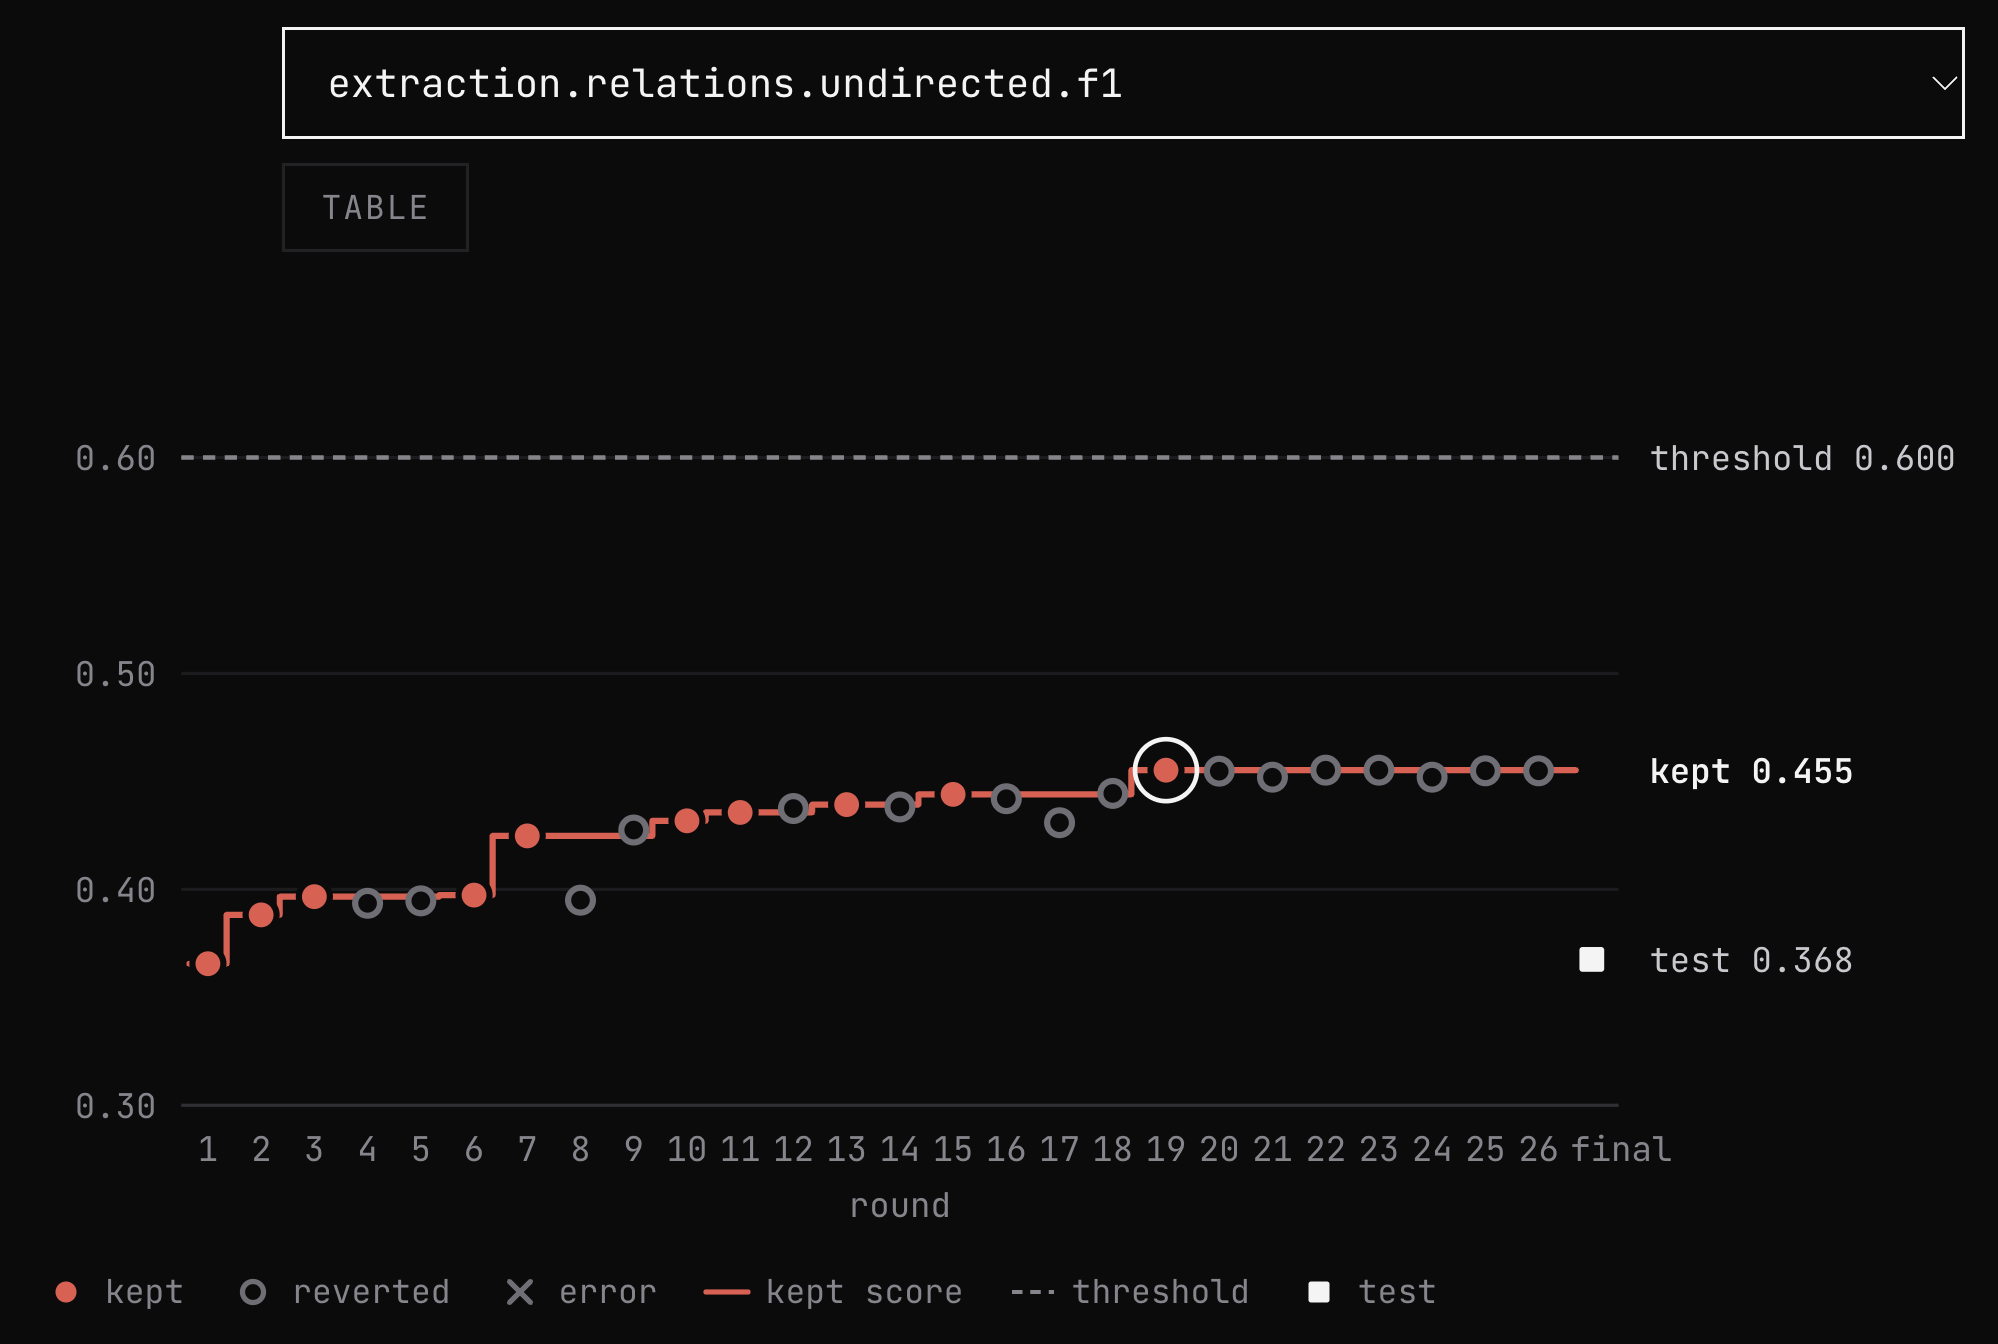 extraction.relations.undirected.f1
TABLE
0.60 threshold 0.600
0.50
kept 0.455
0.40
test 0.368
0.30
1 2 3 4 5 6 7 8 9 10 11 12 13 14 15 16 17 18 19 20 21 22 23 24 25 26 final
round
kept reverted error kept score threshold test